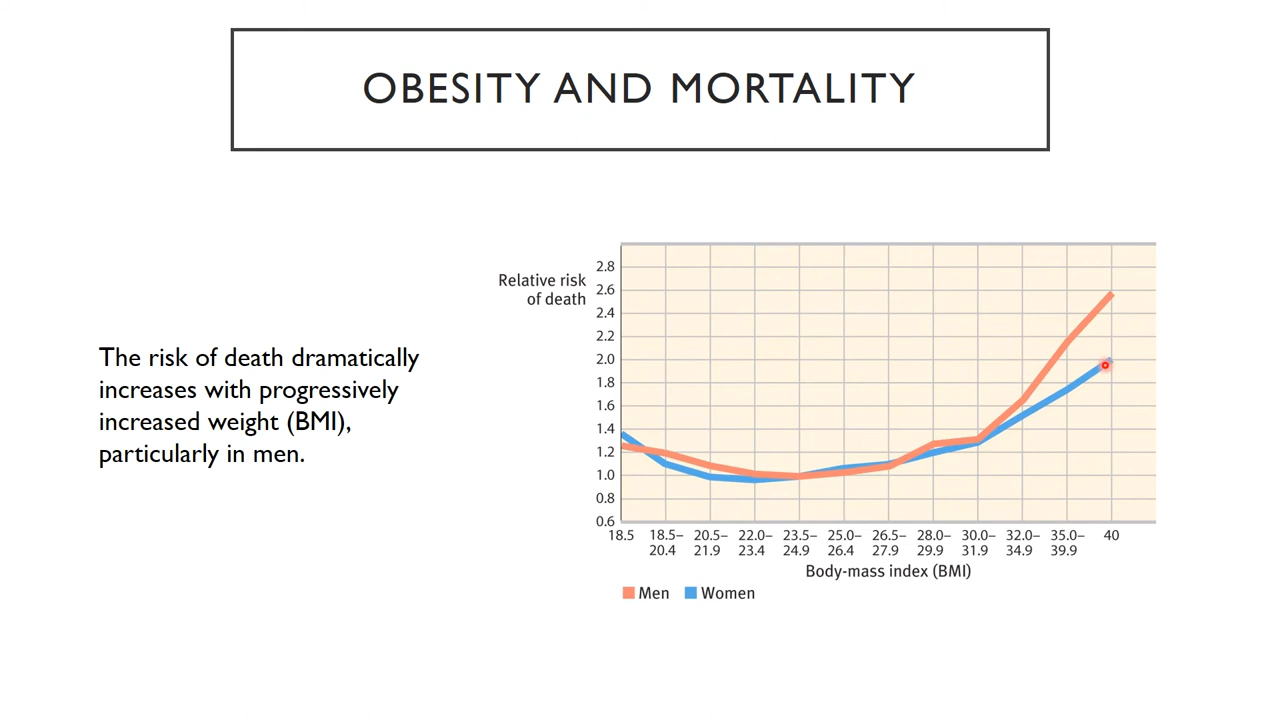 OBESITY AND MORTALITY
The risk of death dramatically
increases with progressively
increased weight (BMI),
particularly in men.
Relative risk
of death
2.8
2.6
2.4
2.2
2.0
1.8
1.6
1.4
1.2
1.0
0.8
0.6
18.5 18.5– 20.5– 22.0– 23.5– 25.0– 26.5– 28.0– 30.0– 32.0– 35.0– 40
20.4 21.9 23.4 24.9 26.4 27.9 29.9 31.9 34.9 39.9
Body-mass index (BMI)
Men Women